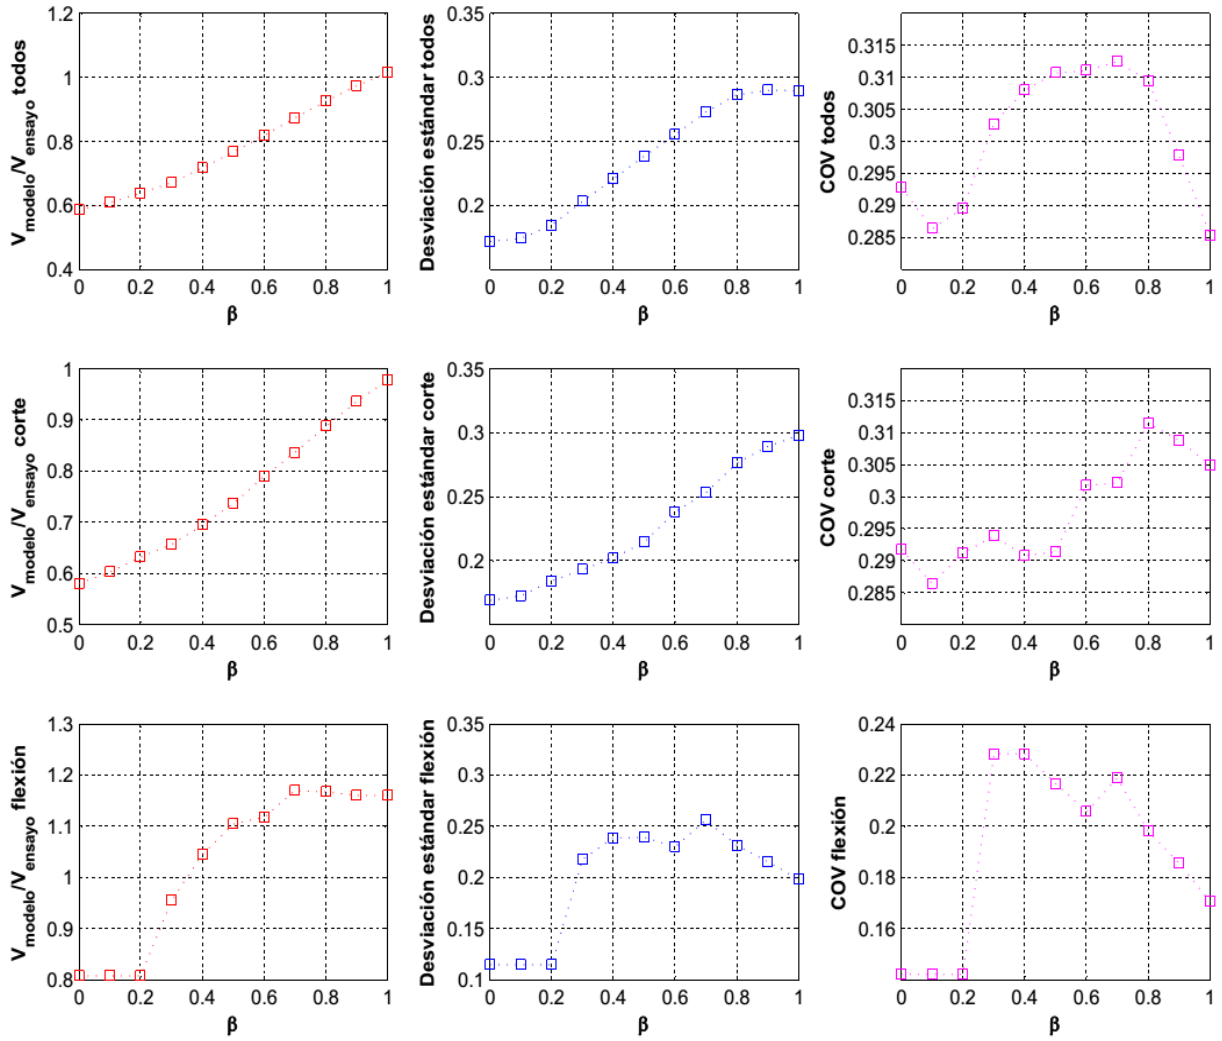 V_modelo/V_ensayo todos
1.2
1
0.8
0.6
0.4
0 0.2 0.4 0.6 0.8 1
β
Desviación estándar todos
0.35
0.3
0.25
0.2
0 0.2 0.4 0.6 0.8 1
β
COV todos
0.315
0.31
0.305
0.3
0.295
0.29
0.285
0 0.2 0.4 0.6 0.8 1
β
V_modelo/V_ensayo corte
1
0.9
0.8
0.7
0.6
0.5
0 0.2 0.4 0.6 0.8 1
β
Desviación estándar corte
0.35
0.3
0.25
0.2
0 0.2 0.4 0.6 0.8 1
β
COV corte
0.315
0.31
0.305
0.3
0.295
0.29
0.285
0 0.2 0.4 0.6 0.8 1
β
V_modelo/V_ensayo flexión
1.3
1.2
1.1
1
0.9
0.8
0 0.2 0.4 0.6 0.8 1
β
Desviación estándar flexión
0.35
0.3
0.25
0.2
0.15
0.1
0 0.2 0.4 0.6 0.8 1
β
COV flexión
0.24
0.22
0.2
0.18
0.16
0 0.2 0.4 0.6 0.8 1
β